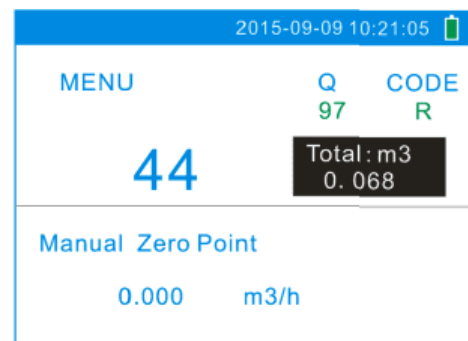 2015-09-09 10:21:05
MENU Q CODE
97 R
44 Total:m3
0. 068
Manual Zero Point
0.000 m3/h